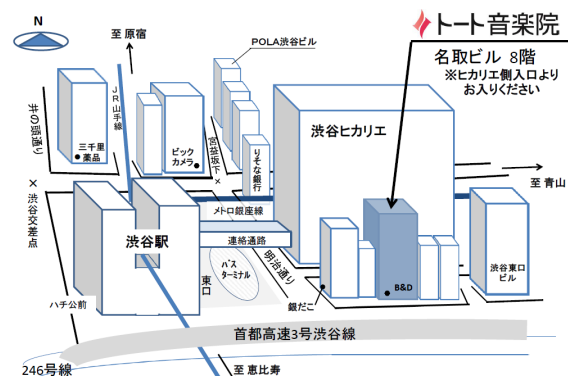 トート音楽院
名取ビル 8階
※ヒカリエ側入口より
お入りください
N
至 原宿
POLA渋谷ビル
JR山手線
井の頭通り
三千里
薬品
ビック
カメラ
宮益坂下
×
りそな銀行
渋谷ヒカリエ
至 青山
×
渋谷交差点
メトロ銀座線
渋谷駅
連絡通路
東口
バス
ターミナル
明治通り
銀だこ
B&D
渋谷東口
ビル
ハチ公前
首都高速3号渋谷線
246号線
至 恵比寿